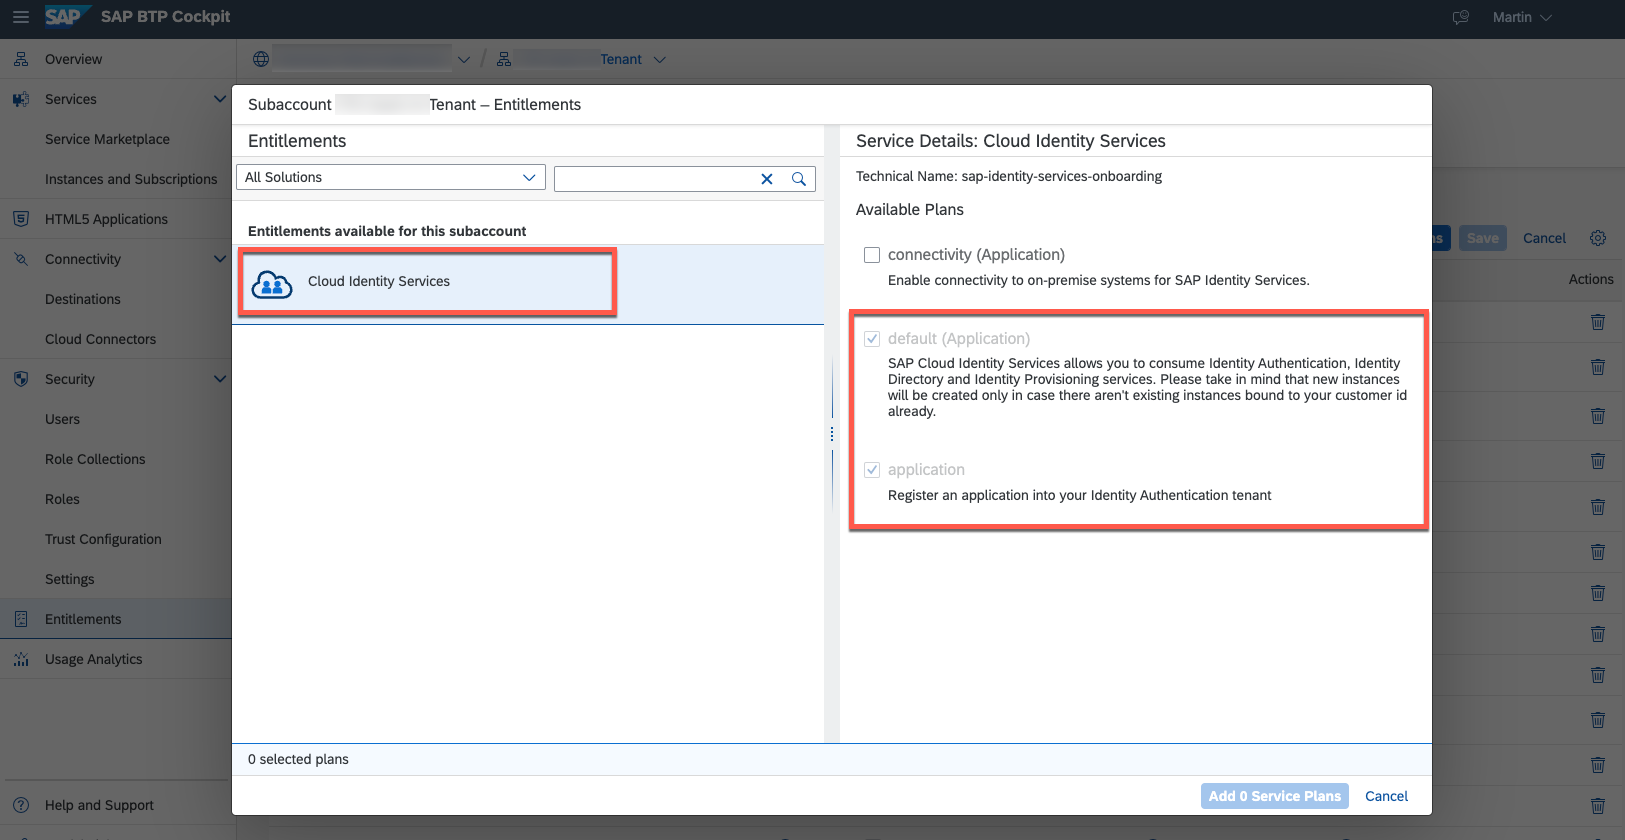 SAP SAP BTP Cockpit
Martin
Tenant
Overview
Services
Service Marketplace
Instances and Subscriptions
HTML5 Applications
Connectivity
Destinations
Cloud Connectors
Security
Users
Role Collections
Roles
Trust Configuration
Settings
Entitlements
Usage Analytics
Help and Support
Subaccount Tenant – Entitlements
Entitlements
All Solutions
Entitlements available for this subaccount
Cloud Identity Services
Service Details: Cloud Identity Services
Technical Name: sap-identity-services-onboarding
Available Plans
connectivity (Application)
Enable connectivity to on-premise systems for SAP Identity Services.
default (Application)
SAP Cloud Identity Services allows you to consume Identity Authentication, Identity
Directory and Identity Provisioning services. Please take in mind that new instances
will be created only in case there aren't existing instances bound to your customer id
already.
application
Register an application into your Identity Authentication tenant
Save
Cancel
Actions
0 selected plans
Add 0 Service Plans
Cancel